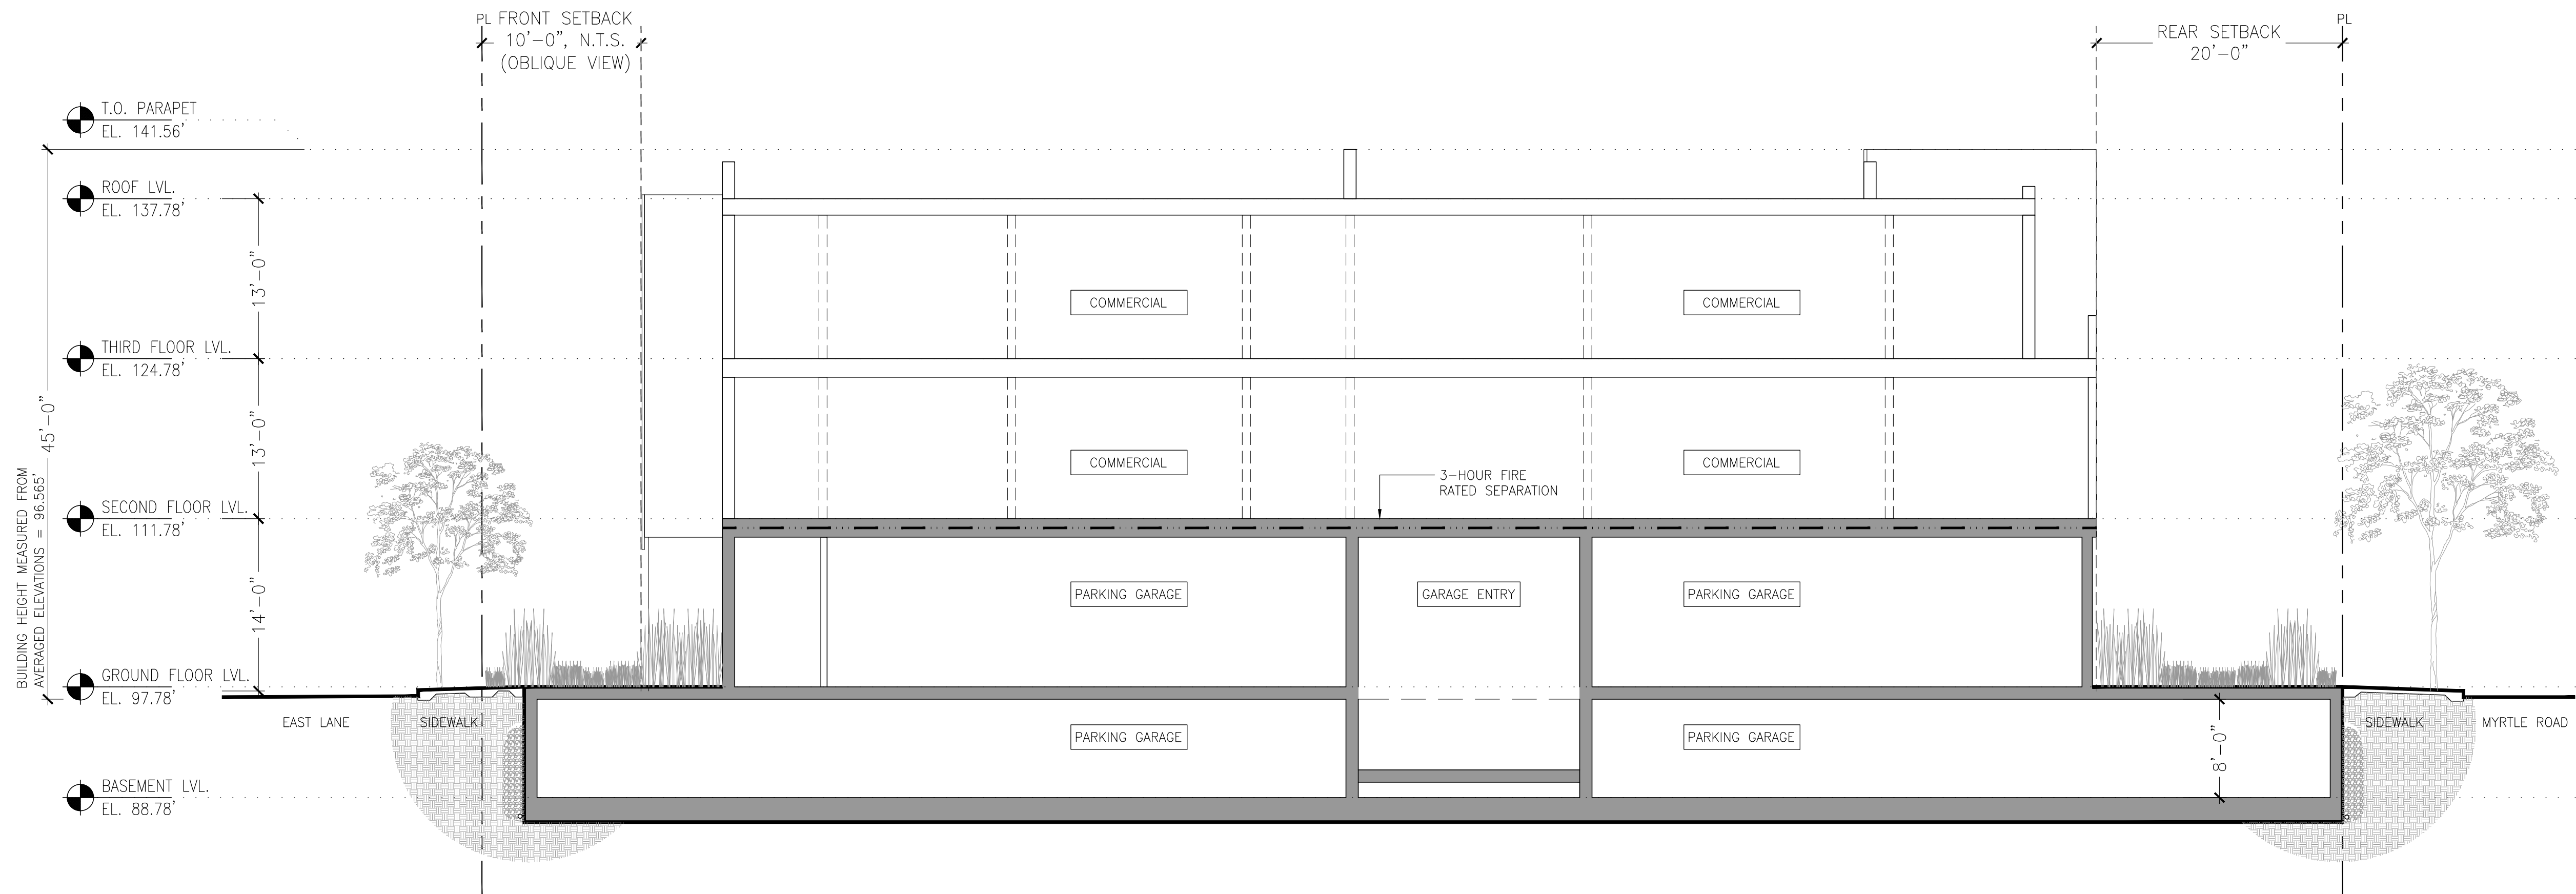 PL
FRONT SETBACK
10'-0", N.T.S.
(OBLIQUE VIEW)
PL
REAR SETBACK
20'-0"
T.O. PARAPET
EL. 141.56'
ROOF LVL.
EL. 137.78'
13'-0"
COMMERCIAL
COMMERCIAL
THIRD FLOOR LVL.
EL. 124.78'
13'-0"
45'-0"
BUILDING HEIGHT MEASURED FROM
AVERAGED ELEVATIONS = 96.565'
COMMERCIAL
COMMERCIAL
3-HOUR FIRE
RATED SEPARATION
SECOND FLOOR LVL.
EL. 111.78'
14'-0"
PARKING GARAGE
GARAGE ENTRY
PARKING GARAGE
GROUND FLOOR LVL.
EL. 97.78'
EAST LANE
SIDEWALK
PARKING GARAGE
PARKING GARAGE
8'-0"
SIDEWALK
MYRTLE ROAD
BASEMENT LVL.
EL. 88.78'